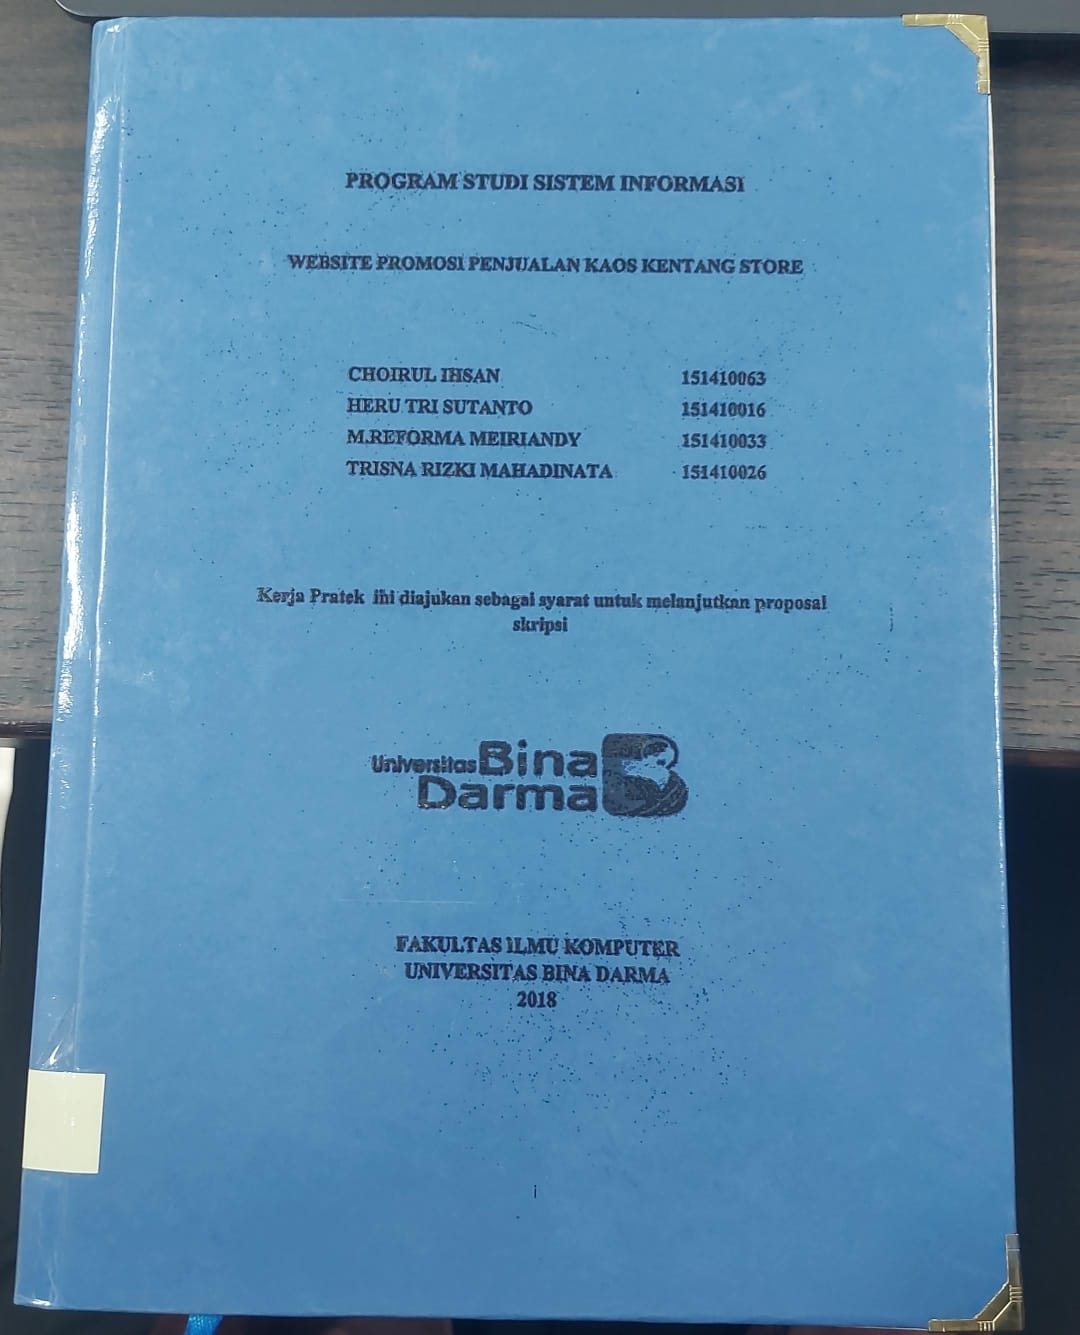 PROGRAM STUDI SISTEM INFORMASI
WEBSITE PROMOSI PENJUALAN KAOS KENTANG STORE
CHOIRUL IHSAN 151410063
HERU TRI SUTANTO 151410016
M.REFORMA MEIRIANDY 151410033
TRISNA RIZKI MAHADINATA 151410026
Kerja Pratek ini diajukan sebagai syarat untuk melanjutkan proposal
skripsi
Universitas Bina
Darma
FAKULTAS ILMU KOMPUTER
UNIVERSITAS BINA DARMA
2018
i